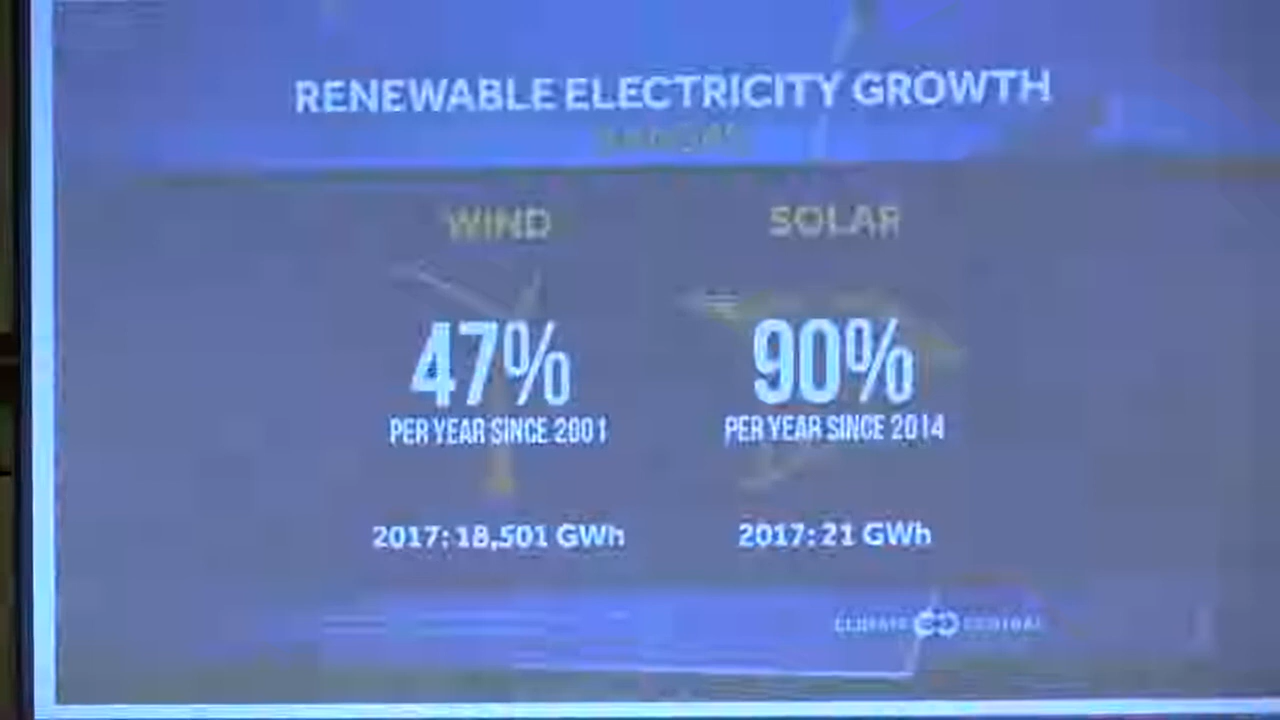 RENEWABLE ELECTRICITY GROWTH
WIND
SOLAR
47%
90%
PER YEAR SINCE 2001
PER YEAR SINCE 2014
2017: 18,501 GWh
2017: 21 GWh
CLIMATE CENTRAL